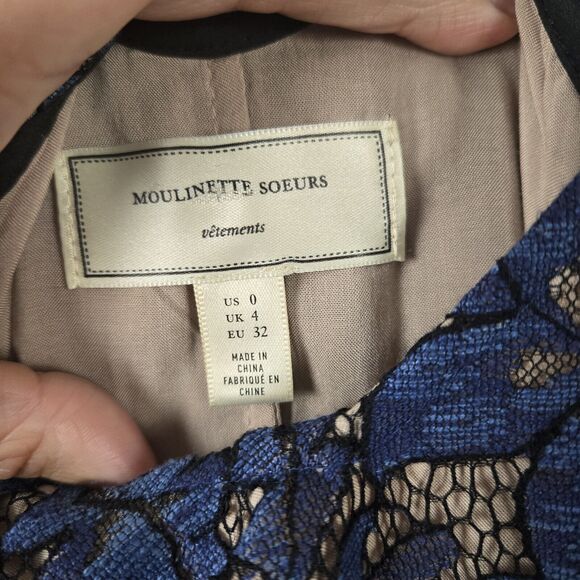 MOULINETTE SOEURS
vêtements
US 0
UK 4
EU 32
MADE IN
CHINA
FABRIQUÉ EN
CHINE